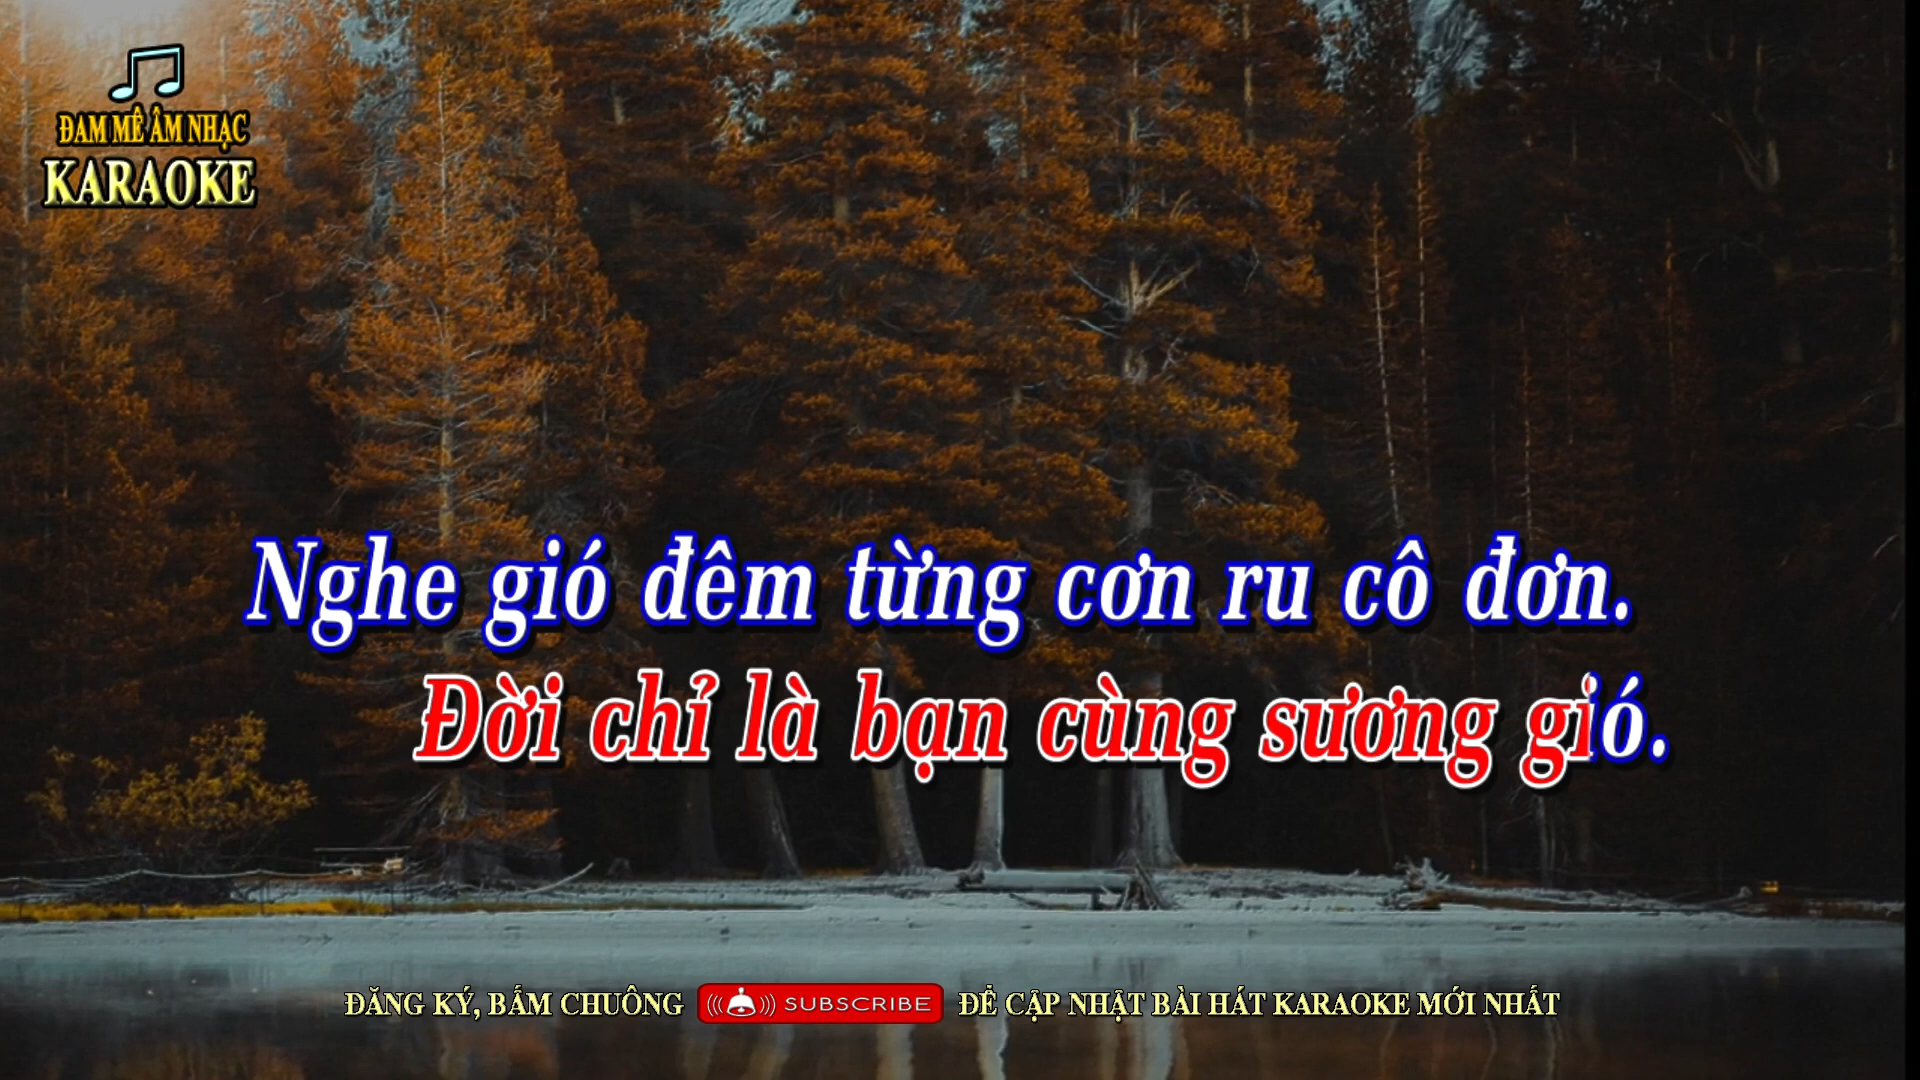 ĐAM MÊ ÂM NHẠC
KARAOKE
Nghe gió đêm từng cơn ru cô đơn.
Đời chỉ là bạn cùng sương gió.
ĐĂNG KÝ, BẤM CHUÔNG SUBSCRIBE ĐỂ CẬP NHẬT BÀI HÁT KARAOKE MỚI NHẤT